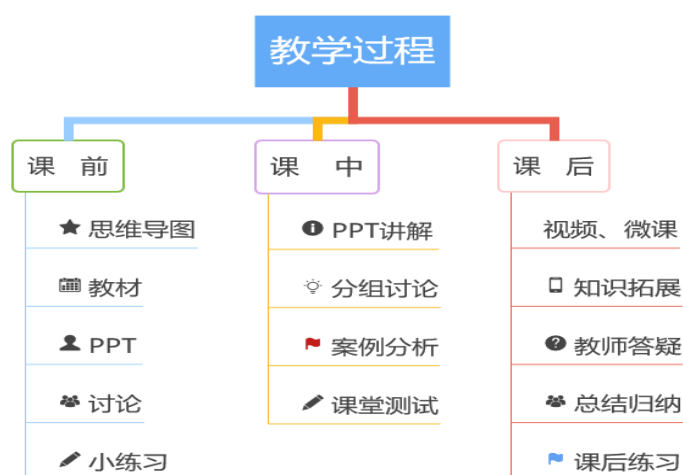 教学过程
课 前
思维导图
教材
PPT
讨论
小练习
课 中
PPT讲解
分组讨论
案例分析
课堂测试
课 后
视频、微课
知识拓展
教师答疑
总结归纳
课后练习